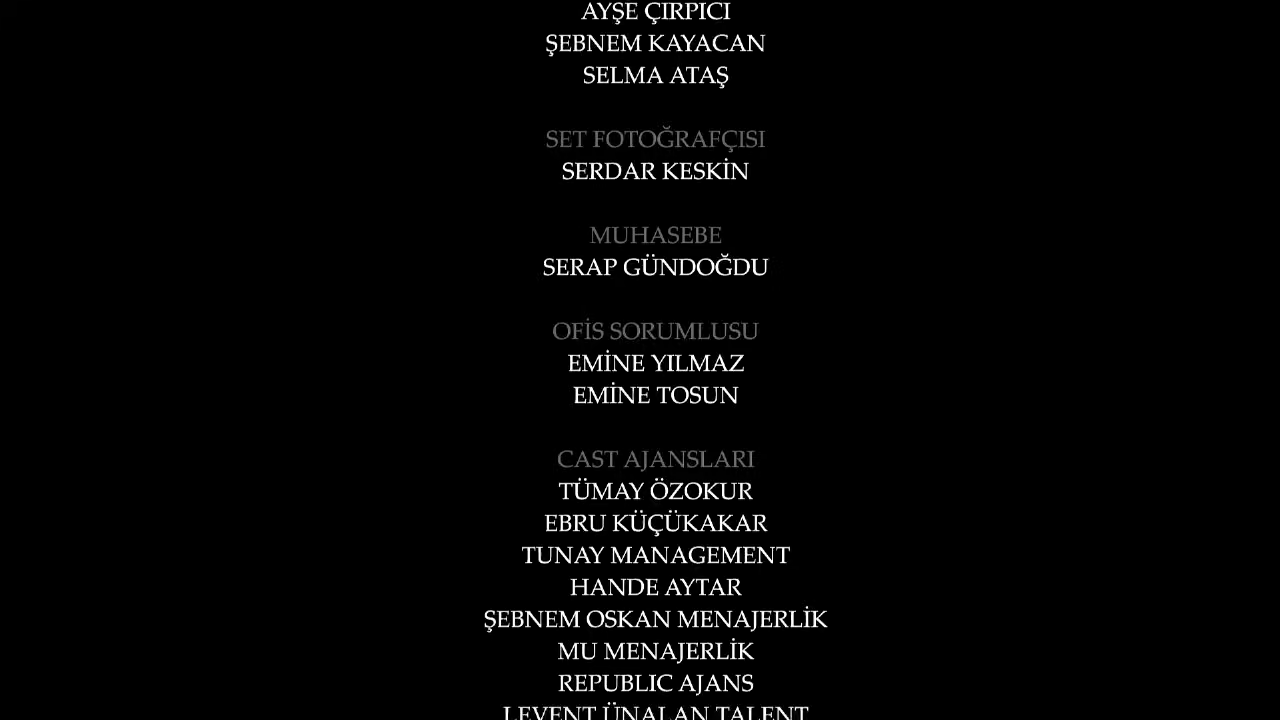 AYŞE ÇIRPICI
ŞEBNEM KAYACAN
SELMA ATAŞ
SET FOTOĞRAFÇISI
SERDAR KESKİN
MUHASEBE
SERAP GÜNDOĞDU
OFİS SORUMLUSU
EMİNE YILMAZ
EMİNE TOSUN
CAST AJANSLARI
TÜMAY ÖZOKUR
EBRU KÜÇÜKAKAR
TUNAY MANAGEMENT
HANDE AYTAR
ŞEBNEM OSKAN MENAJERLİK
MU MENAJERLİK
REPUBLIC AJANS
LEVENT ÜNALAN TALENT